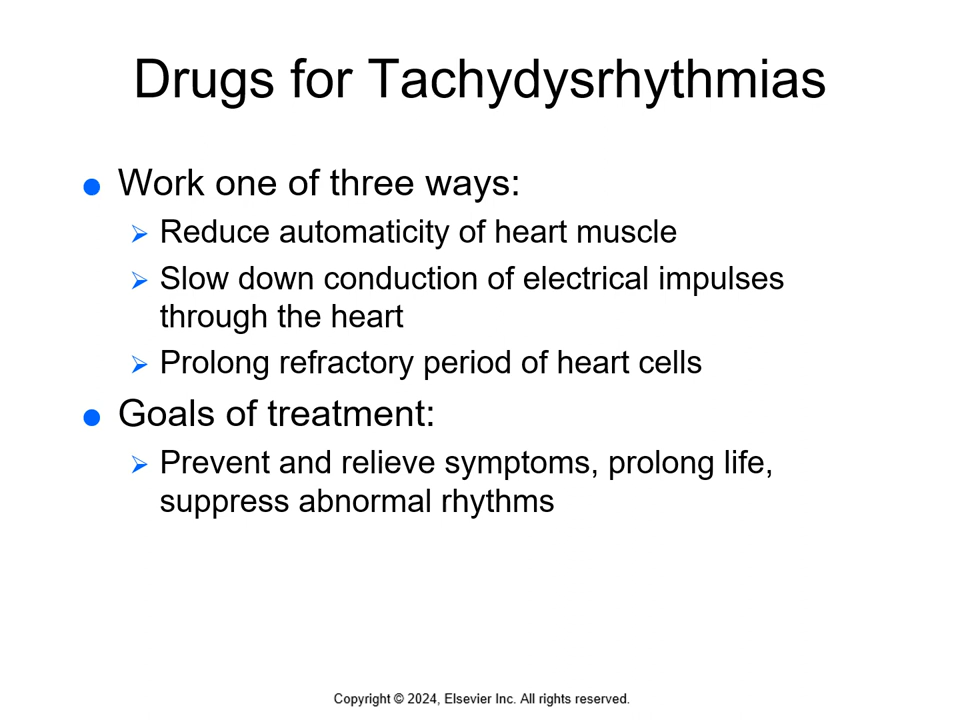 Drugs for Tachydysrhythmias
Work one of three ways:
Reduce automaticity of heart muscle
Slow down conduction of electrical impulses
through the heart
Prolong refractory period of heart cells
Goals of treatment:
Prevent and relieve symptoms, prolong life,
suppress abnormal rhythms
Copyright © 2024, Elsevier Inc. All rights reserved.